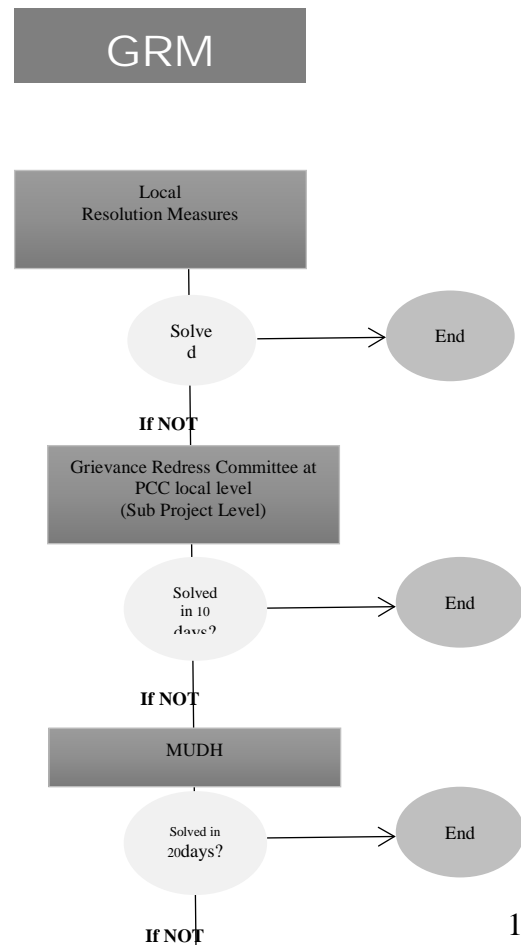 GRM
Local
Resolution Measures
Solve
d
End
If NOT
Grievance Redress Committee at
PCC local level
(Sub Project Level)
Solved
in 10
days?
End
If NOT
MUDH
Solved in
20days?
End
If NOT
1